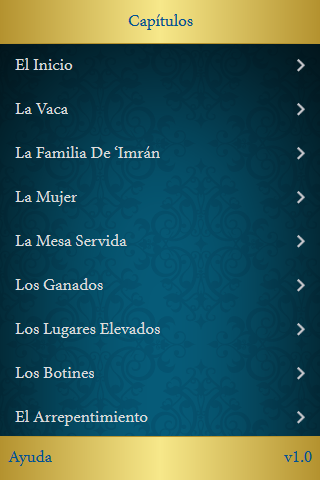 Capítulos
El Inicio
La Vaca
La Familia De ‘Imrán
La Mujer
La Mesa Servida
Los Ganados
Los Lugares Elevados
Los Botines
El Arrepentimiento
Ayuda v1.0